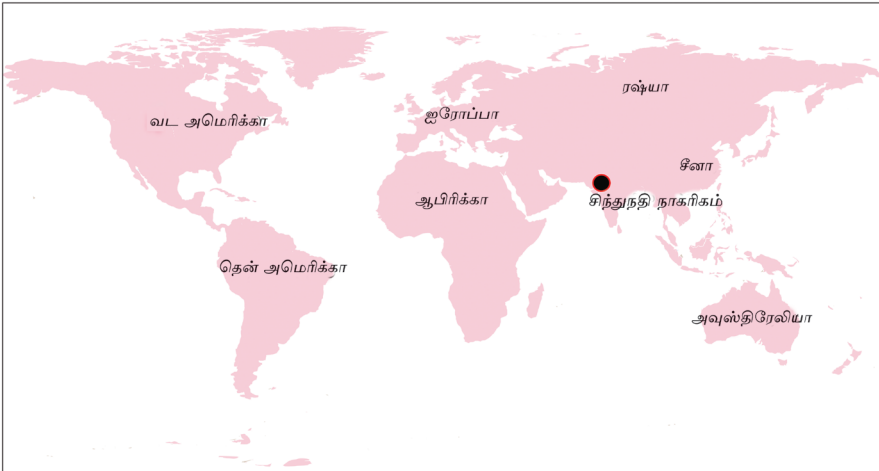 ரஷ்யா
ஐரோப்பா
வட அமெரிக்கா
சீனா
ஆபிரிக்கா
சிந்துநதி நாகரிகம்
தென் அமெரிக்கா
அவுஸ்திரேலியா